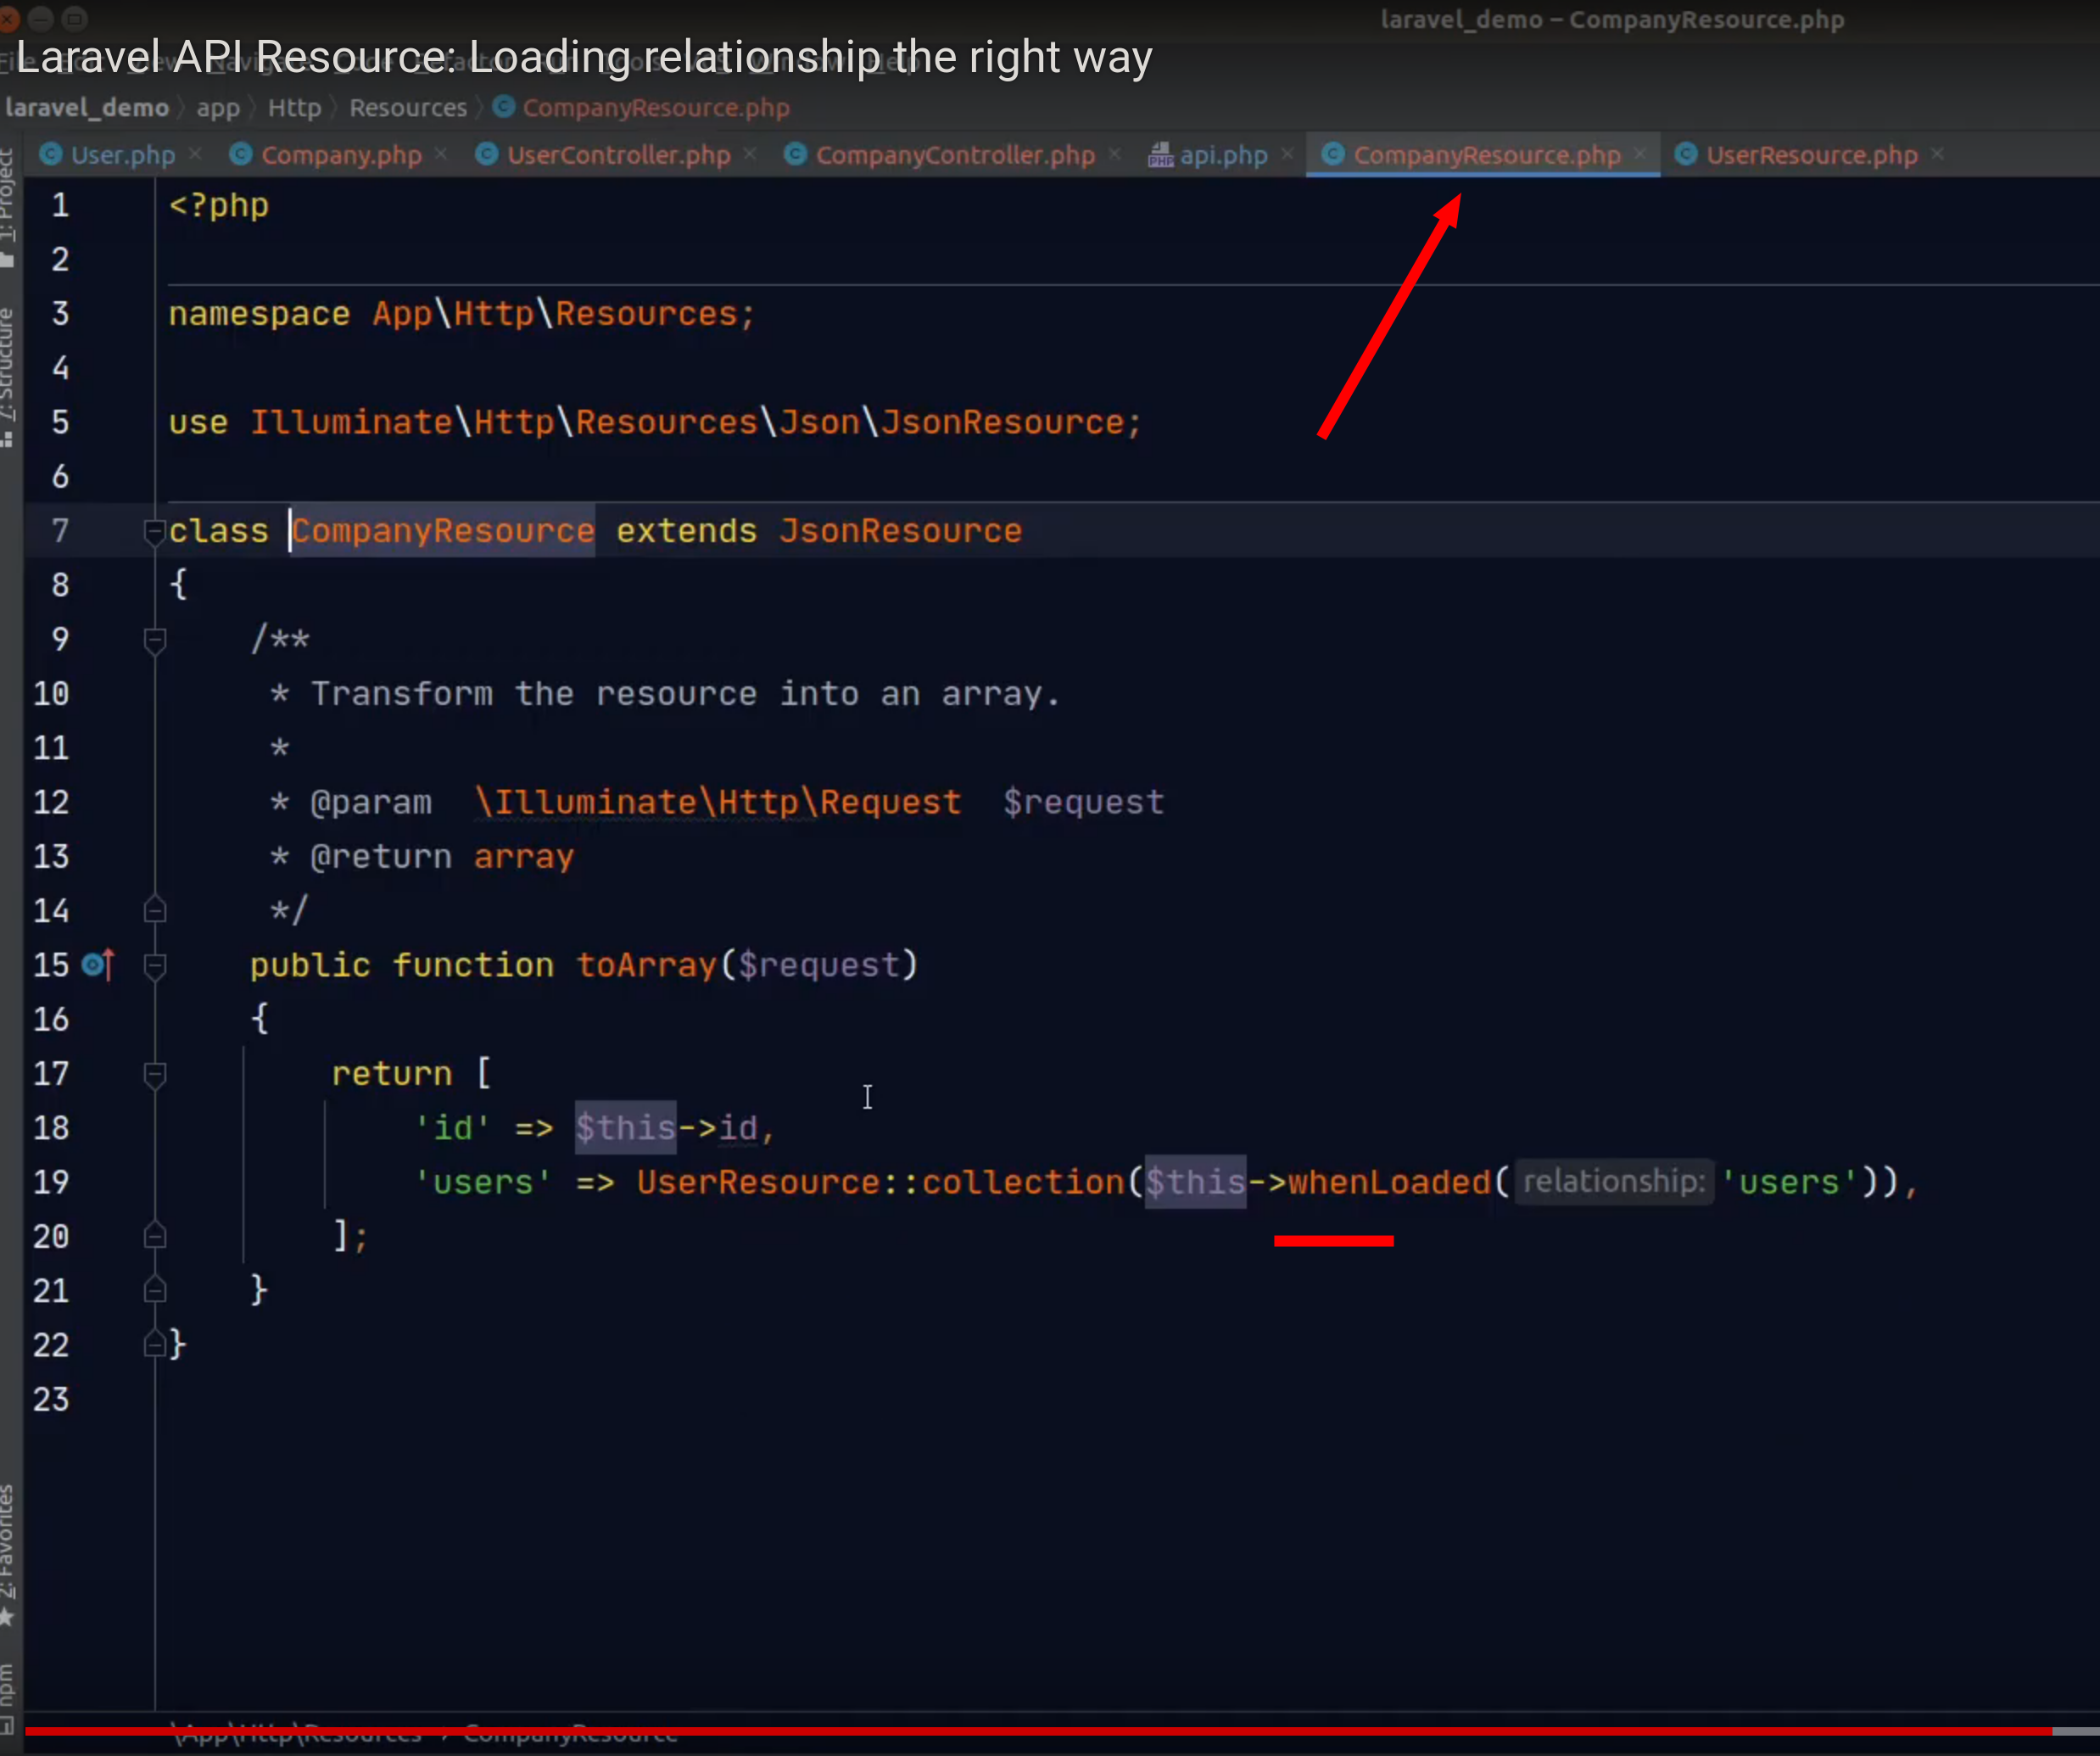 laravel_demo – CompanyResource.php
Laravel API Resource: Loading relationship the right way
laravel_demo app Http Resources CompanyResource.php
User.php Company.php UserController.php CompanyController.php api.php CompanyResource.php UserResource.php
1: Project
7: Structure
2: Favorites
npm
1 <?php
2
3 namespace App\Http\Resources;
4
5 use Illuminate\Http\Resources\Json\JsonResource;
6
7 class CompanyResource extends JsonResource
8 {
9 /**
10 * Transform the resource into an array.
11 *
12 * @param \Illuminate\Http\Request $request
13 * @return array
14 */
15 public function toArray($request)
16 {
17 return [
18 'id' => $this->id,
19 'users' => UserResource::collection($this->whenLoaded( relationship: 'users')),
20 ];
21 }
22 }
23
\App\Http\Resources › CompanyResource